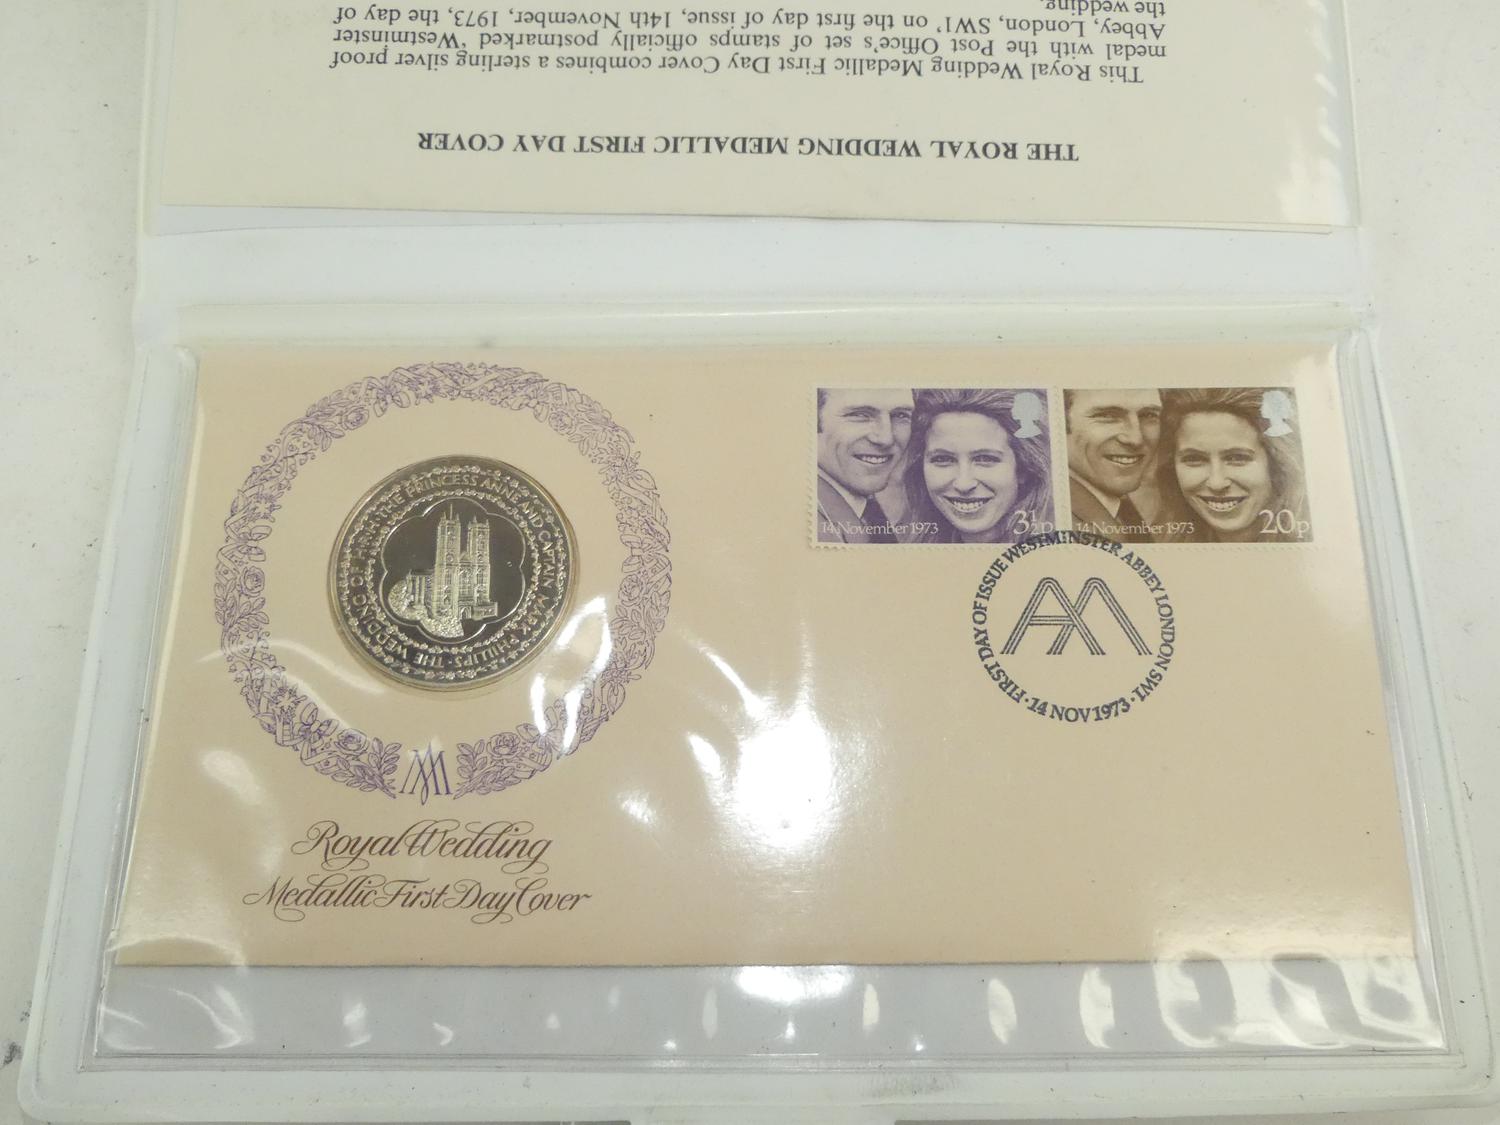 THE ROYAL WEDDING MEDALLIC FIRST DAY COVER
This Royal Wedding Medallic First Day Cover combines a sterling silver proof
medal with the Post Office's set of stamps officially postmarked 'Westminster
Abbey, London, SW1' on the first day of issue, 14th November, 1973, the day of
the wedding.
THE WEDDING OF H.R.H. THE PRINCESS ANNE AND CAPTAIN MARK PHILLIPS ·
14 November 1973
3½p
14 November 1973
20p
FIRST DAY OF ISSUE WESTMINSTER ABBEY LONDON SW1
· 14 NOV 1973 ·
AM
AM
Royal Wedding
Medallic First Day Cover